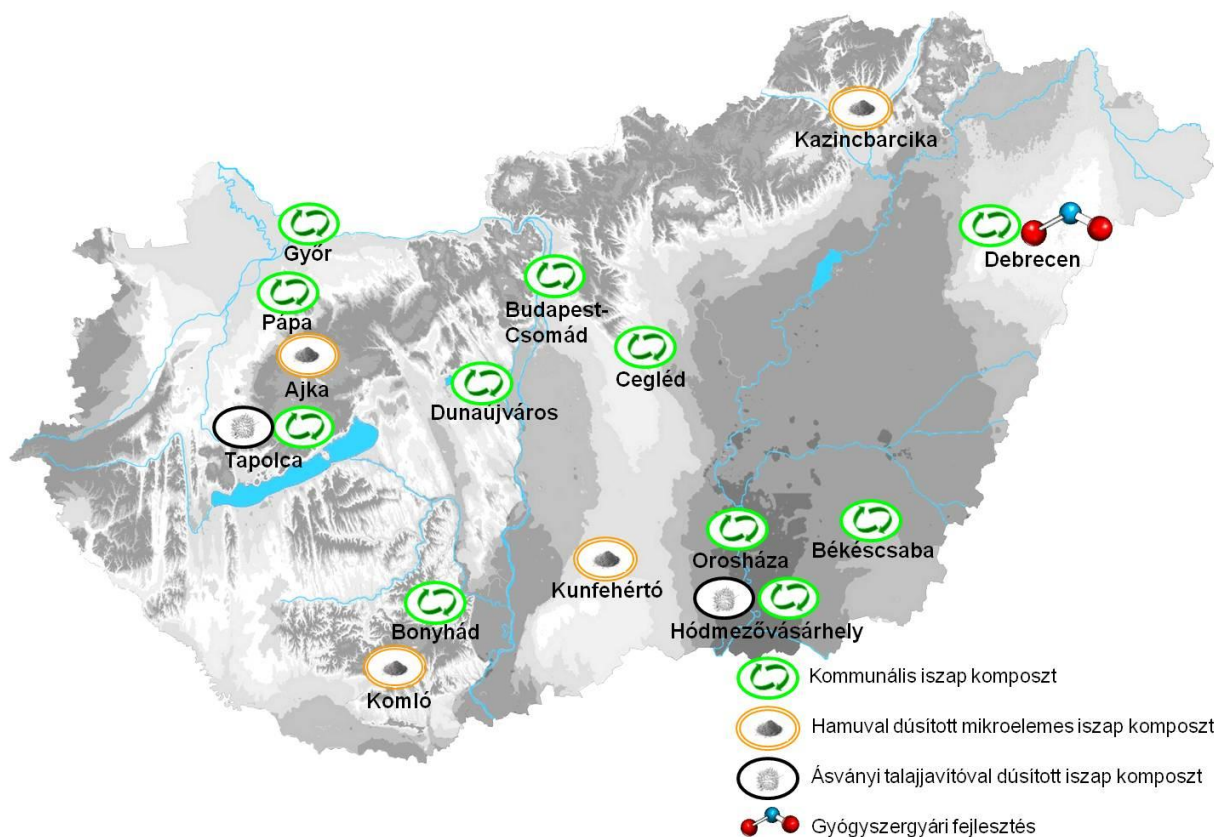 Kazincbarcika
Győr
Debrecen
Budapest-
Csomád
Pápa
Cegléd
Ajka
Dunaújváros
Tapolca
Orosháza
Békéscsaba
Kunfehértó
Bonyhád
Hódmezővásárhely
Komló
Kommunális iszap komposzt
Hamuval dúsított mikroelemes iszap komposzt
Ásványi talajjavítóval dúsított iszap komposzt
Gyógyszergyári fejlesztés